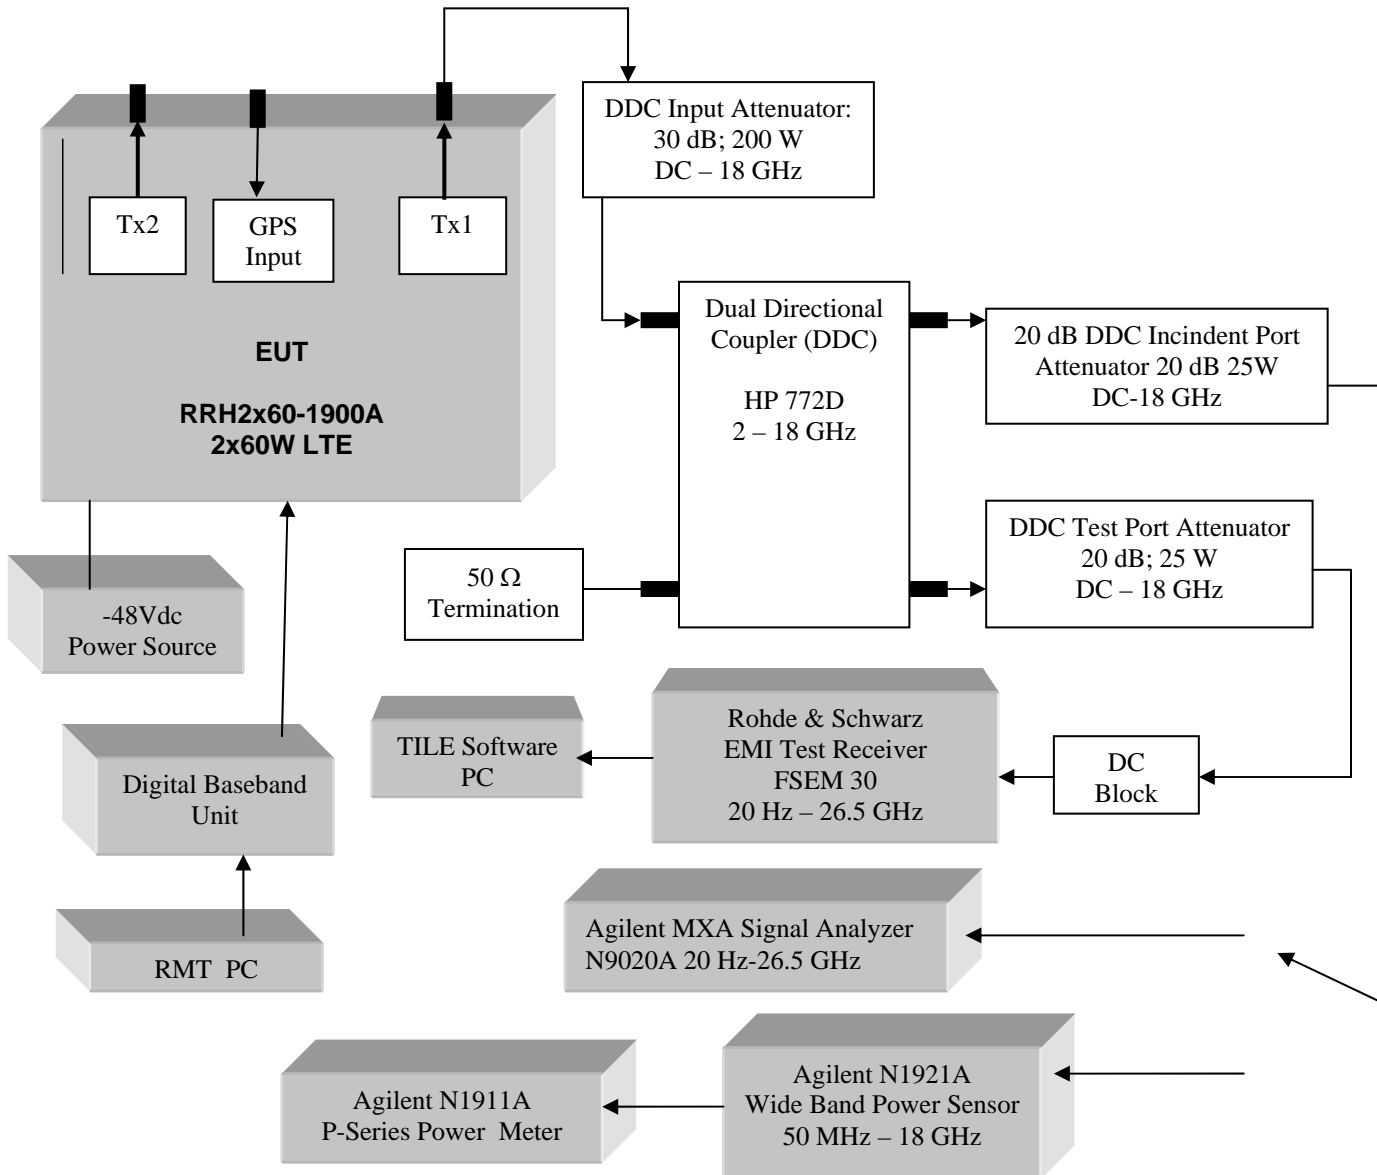 DDC Input Attenuator:
30 dB; 200 W
DC – 18 GHz
Tx2
GPS
Input
Tx1
EUT
RRH2x60-1900A
2x60W LTE
Dual Directional
Coupler (DDC)
HP 772D
2 – 18 GHz
20 dB DDC Incindent Port
Attenuator 20 dB 25W
DC-18 GHz
DDC Test Port Attenuator
20 dB; 25 W
DC – 18 GHz
50 Ω
Termination
-48Vdc
Power Source
Rohde & Schwarz
EMI Test Receiver
FSEM 30
20 Hz – 26.5 GHz
TILE Software
PC
DC
Block
Digital Baseband
Unit
RMT PC
Agilent MXA Signal Analyzer
N9020A 20 Hz-26.5 GHz
Agilent N1911A
P-Series Power Meter
Agilent N1921A
Wide Band Power Sensor
50 MHz – 18 GHz